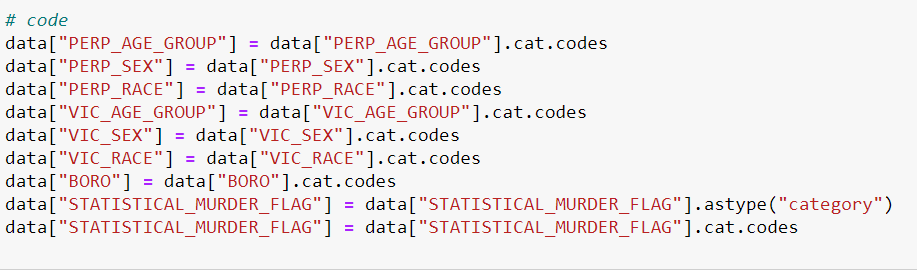 # code
data["PERP_AGE_GROUP"] = data["PERP_AGE_GROUP"].cat.codes
data["PERP_SEX"] = data["PERP_SEX"].cat.codes
data["PERP_RACE"] = data["PERP_RACE"].cat.codes
data["VIC_AGE_GROUP"] = data["VIC_AGE_GROUP"].cat.codes
data["VIC_SEX"] = data["VIC_SEX"].cat.codes
data["VIC_RACE"] = data["VIC_RACE"].cat.codes
data["BORO"] = data["BORO"].cat.codes
data["STATISTICAL_MURDER_FLAG"] = data["STATISTICAL_MURDER_FLAG"].astype("category")
data["STATISTICAL_MURDER_FLAG"] = data["STATISTICAL_MURDER_FLAG"].cat.codes